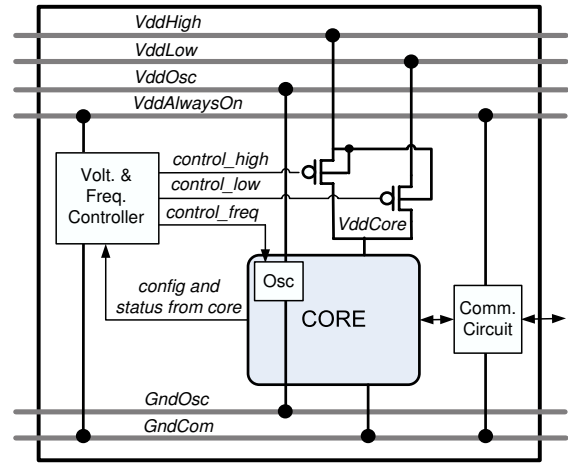 VddHigh
VddLow
VddOsc
VddAlwaysOn
Volt. &
Freq.
Controller
control_high
control_low
control_freq
VddCore
config and
status from core
Osc
CORE
Comm.
Circuit
GndOsc
GndCom